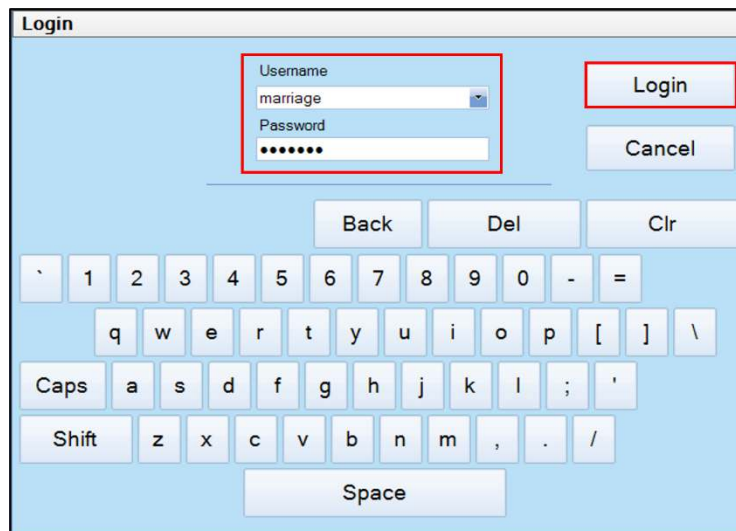 Login
Username
marriage
Login
Password
•••••••
Cancel
Back Del Clr
` 1 2 3 4 5 6 7 8 9 0 - =
q w e r t y u i o p [ ] \
Caps a s d f g h j k l ; '
Shift z x c v b n m , . /
Space